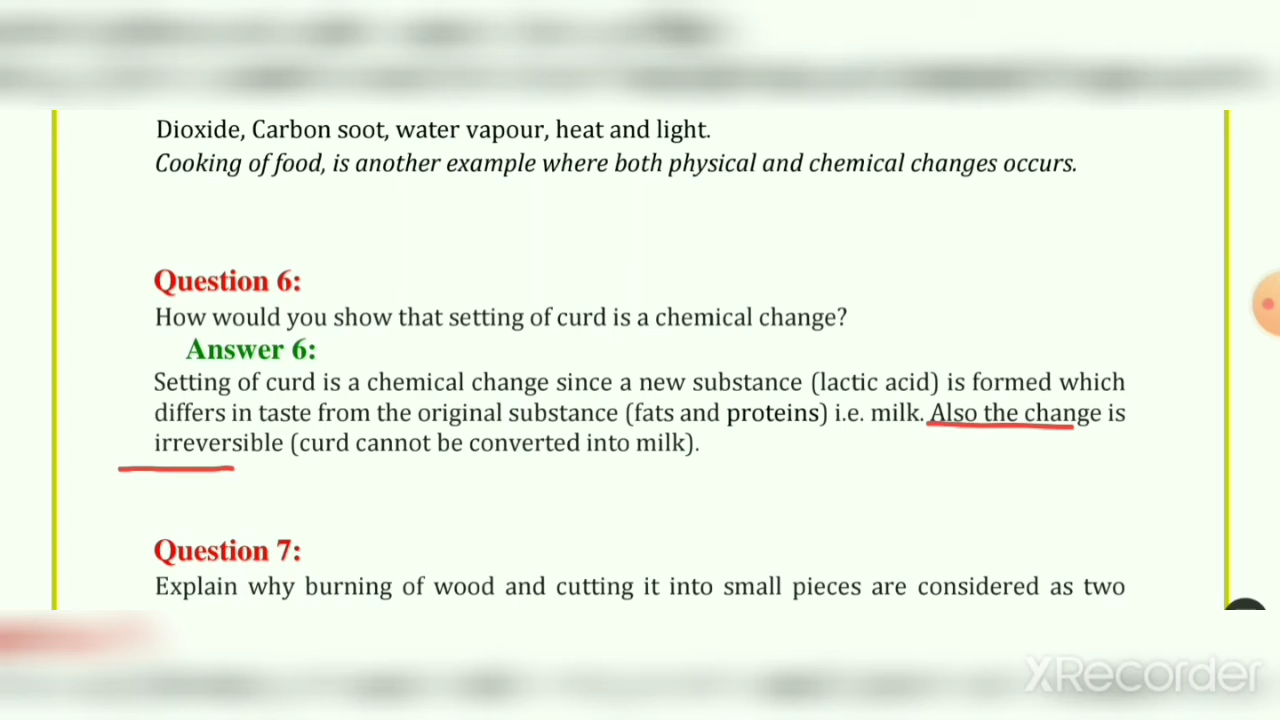 Dioxide, Carbon soot, water vapour, heat and light.
Cooking of food, is another example where both physical and chemical changes occurs.
Question 6:
How would you show that setting of curd is a chemical change?
Answer 6:
Setting of curd is a chemical change since a new substance (lactic acid) is formed which
differs in taste from the original substance (fats and proteins) i.e. milk. Also the change is
irreversible (curd cannot be converted into milk).
Question 7:
Explain why burning of wood and cutting it into small pieces are considered as two
XRecorder